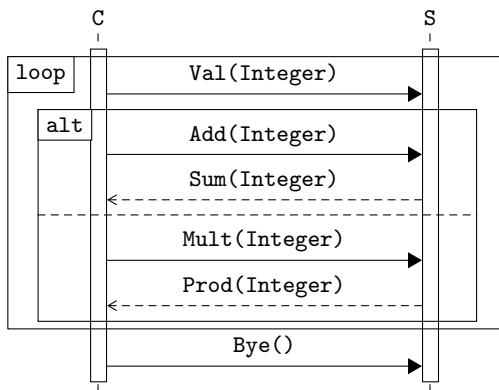 C S
loop
Val(Integer)
alt
Add(Integer)
Sum(Integer)
Mult(Integer)
Prod(Integer)
Bye()